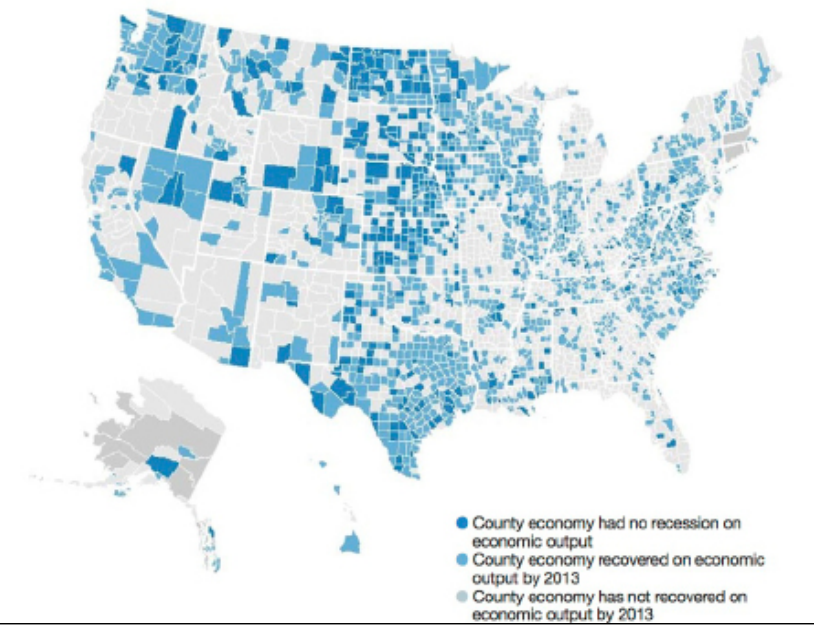 County economy had no recession on
economic output
County economy recovered on economic
output by 2013
County economy has not recovered on
economic output by 2013